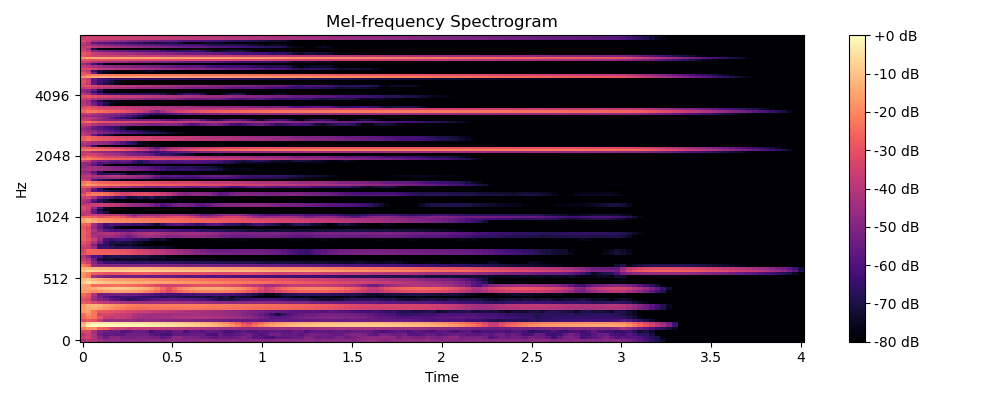 Mel-frequency Spectrogram
Hz
4096
2048
1024
512
0
0 0.5 1 1.5 2 2.5 3 3.5 4
Time
+0 dB
-10 dB
-20 dB
-30 dB
-40 dB
-50 dB
-60 dB
-70 dB
-80 dB